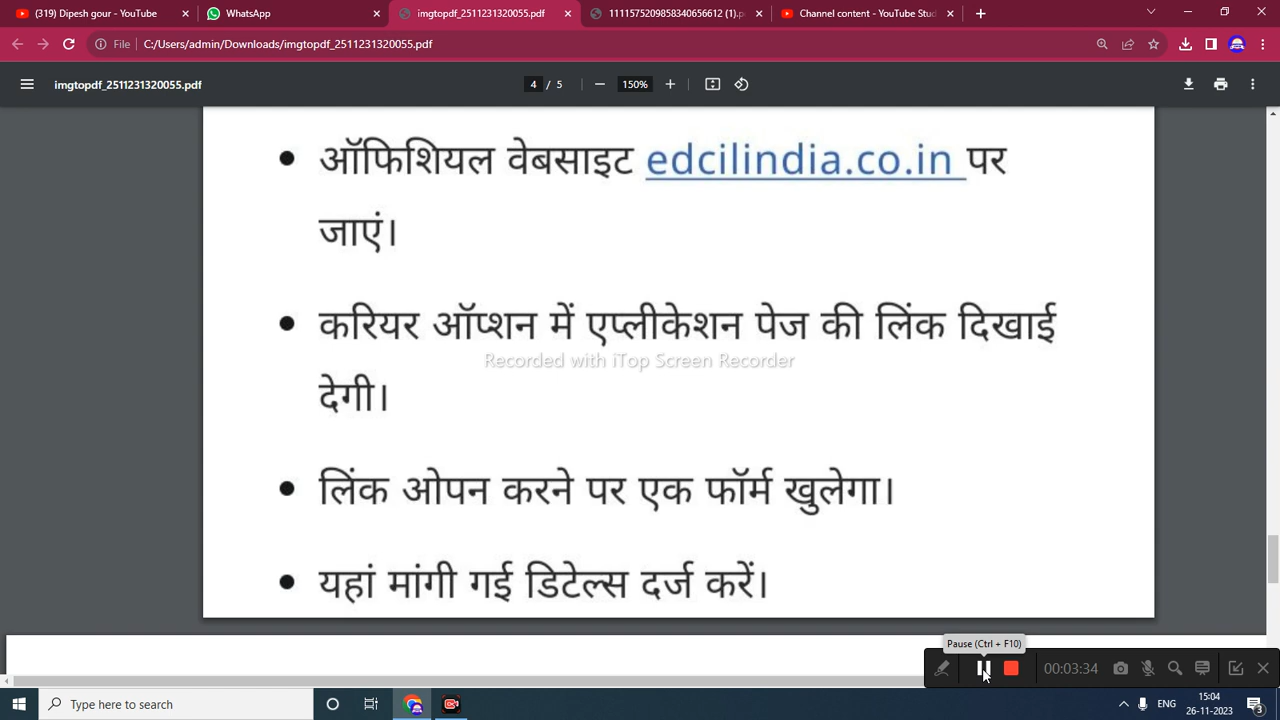 (319) Dipesh gour - YouTube
WhatsApp
imgtopdf_2511231320055.pdf
1111575209858340656612 (1).p
Channel content - YouTube Stud
File C:/Users/admin/Downloads/imgtopdf_2511231320055.pdf
imgtopdf_2511231320055.pdf
4 / 5
150%
ऑफिशियल वेबसाइट edcilindia.co.in पर
जाएं।
करियर ऑप्शन में एप्लीकेशन पेज की लिंक दिखाई
Recorded with iTop Screen Recorder
देगी।
लिंक ओपन करने पर एक फॉर्म खुलेगा।
यहां मांगी गई डिटेल्स दर्ज करें।
Pause (Ctrl + F10)
00:03:34
Type here to search
ENG
15:04
26-11-2023
3